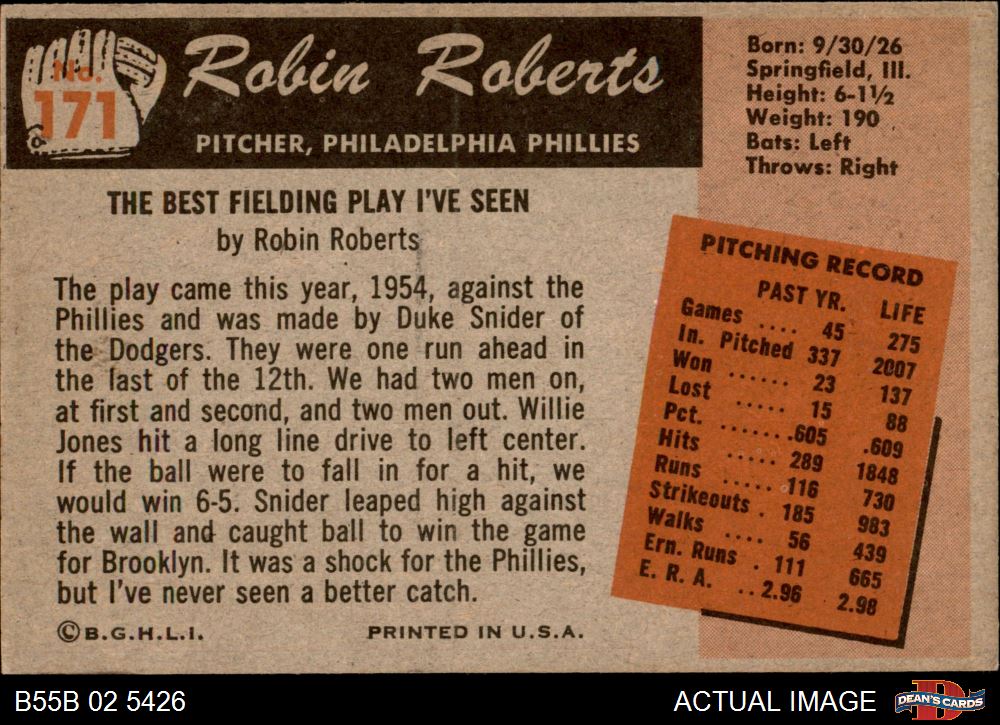 No.
171
Robin Roberts
PITCHER, PHILADELPHIA PHILLIES
Born: 9/30/26
Springfield, Ill.
Height: 6-1½
Weight: 190
Bats: Left
Throws: Right
THE BEST FIELDING PLAY I'VE SEEN
by Robin Roberts
The play came this year, 1954, against the
Phillies and was made by Duke Snider of
the Dodgers. They were one run ahead in
the last of the 12th. We had two men on,
at first and second, and two men out. Willie
Jones hit a long line drive to left center.
If the ball were to fall in for a hit, we
would win 6-5. Snider leaped high against
the wall and caught ball to win the game
for Brooklyn. It was a shock for the Phillies,
but I've never seen a better catch.
©B.G.H.L.I. PRINTED IN U.S.A.
PITCHING RECORD
PAST YR. LIFE
Games .... 45 275
In. Pitched 337 2007
Won ...... 23 137
Lost ..... 15 88
Pct. .......605 .609
Hits ..... 289 1848
Runs ..... 116 730
Strikeouts . 185 983
Walks .... 56 439
Ern. Runs . 111 665
E. R. A. ..2.96 2.98
B55B 02 5426
ACTUAL IMAGE
DEAN'S CARDS